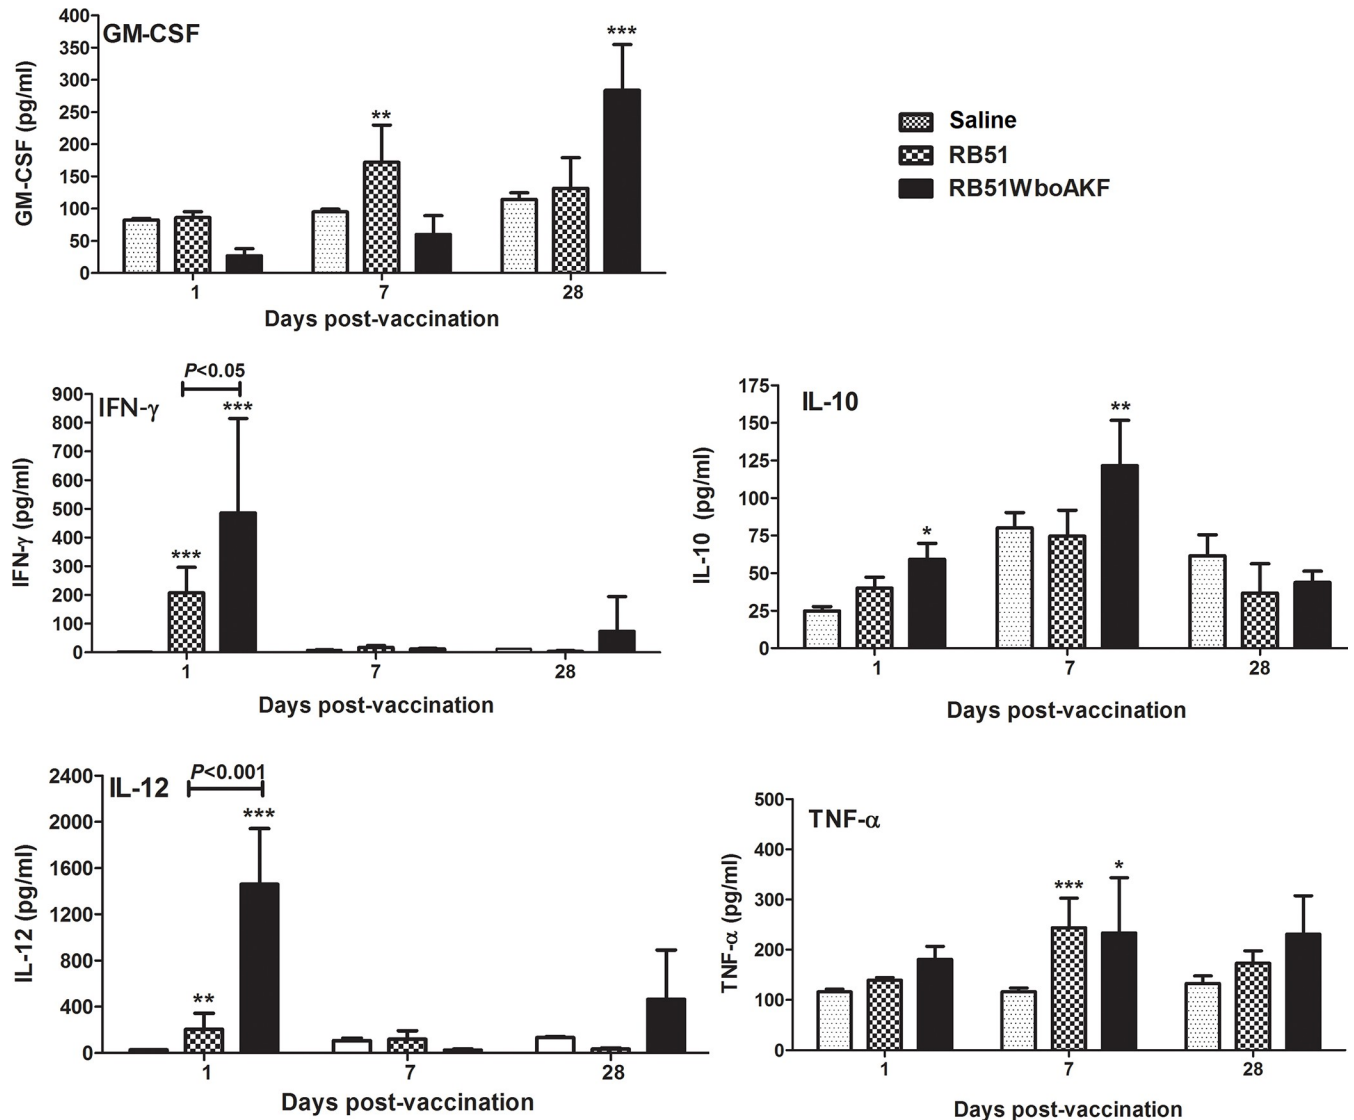 GM-CSF
GM-CSF (pg/ml)
400
350
300
250
200
150
100
50
0
**
***
1 7 28
Days post-vaccination
Saline
RB51
RB51WboAKF
P<0.05
IFN-γ
IFN-γ (pg/ml)
900
800
700
600
500
400
300
200
100
0
***
***
1 7 28
Days post-vaccination
IL-10
IL-10 (pg/ml)
175
150
125
100
75
50
25
0
*
**
1 7 28
Days post-vaccination
P<0.001
IL-12
IL-12 (pg/ml)
2400
2000
1600
1200
800
400
0
**
***
1 7 28
Days post-vaccination
TNF-α
TNF-α (pg/ml)
500
400
300
200
100
0
***
*
1 7 28
Days post-vaccination